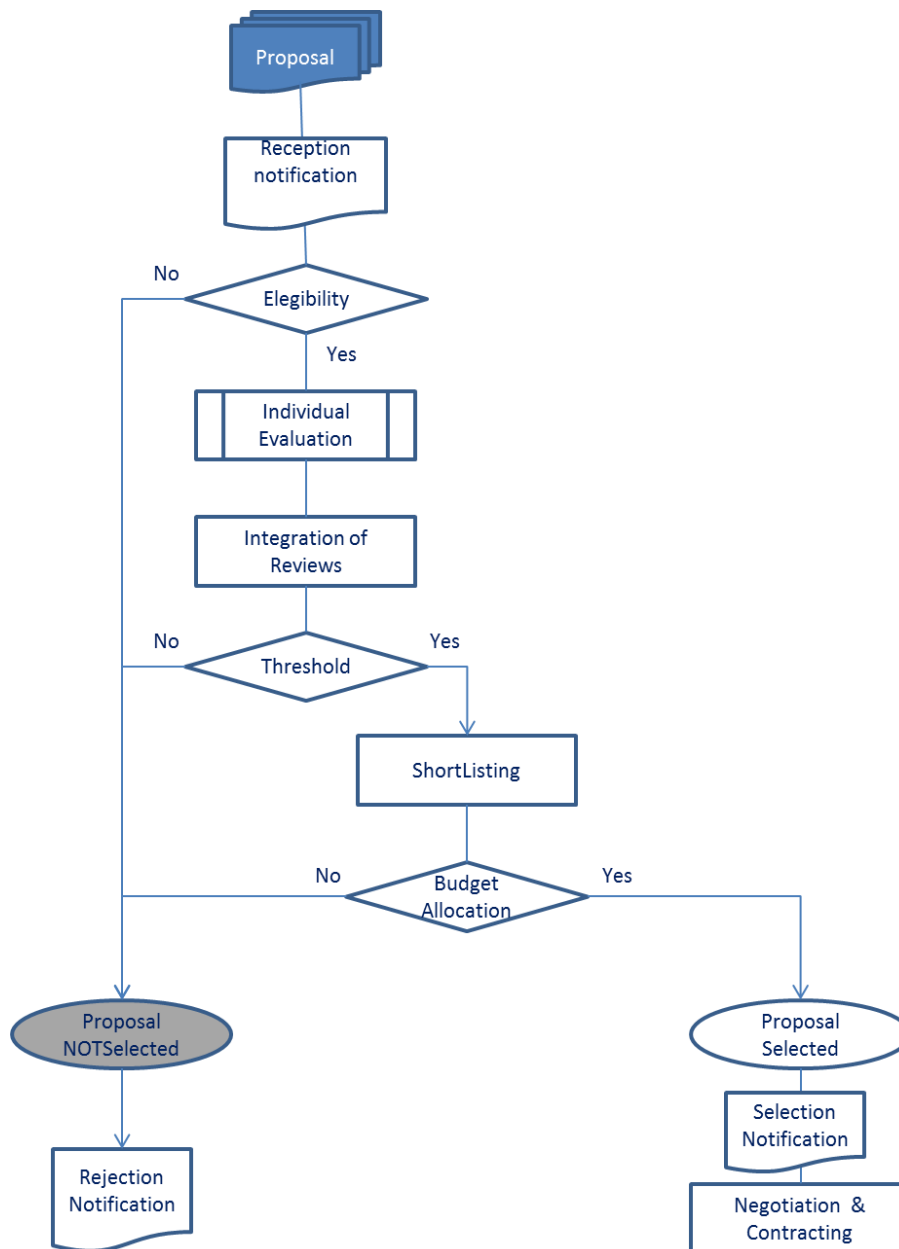 Proposal
Reception
notification
No
Elegibility
Yes
Individual
Evaluation
Integration of
Reviews
No
Yes
Threshold
ShortListing
No
Budget
Allocation
Yes
Proposal
NOTSelected
Proposal
Selected
Selection
Notification
Rejection
Notification
Negotiation &
Contracting